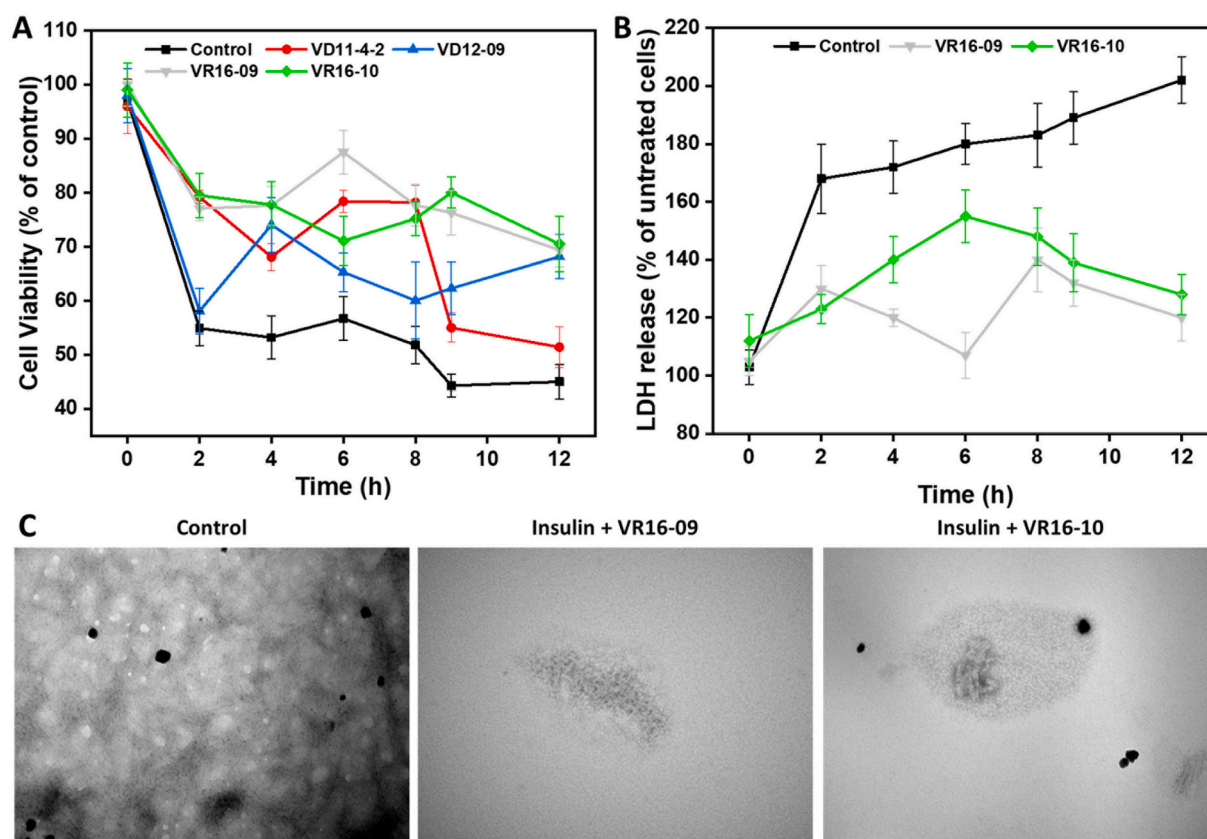 A
Cell Viability (% of control)
110
100
90
80
70
60
50
40
Control VD11-4-2 VD12-09
VR16-09 VR16-10
0 2 4 6 8 10 12
Time (h)
B
LDH release (% of untreated cells)
220
200
180
160
140
120
100
80
Control VR16-09 VR16-10
0 2 4 6 8 10 12
Time (h)
C
Control
Insulin + VR16-09
Insulin + VR16-10